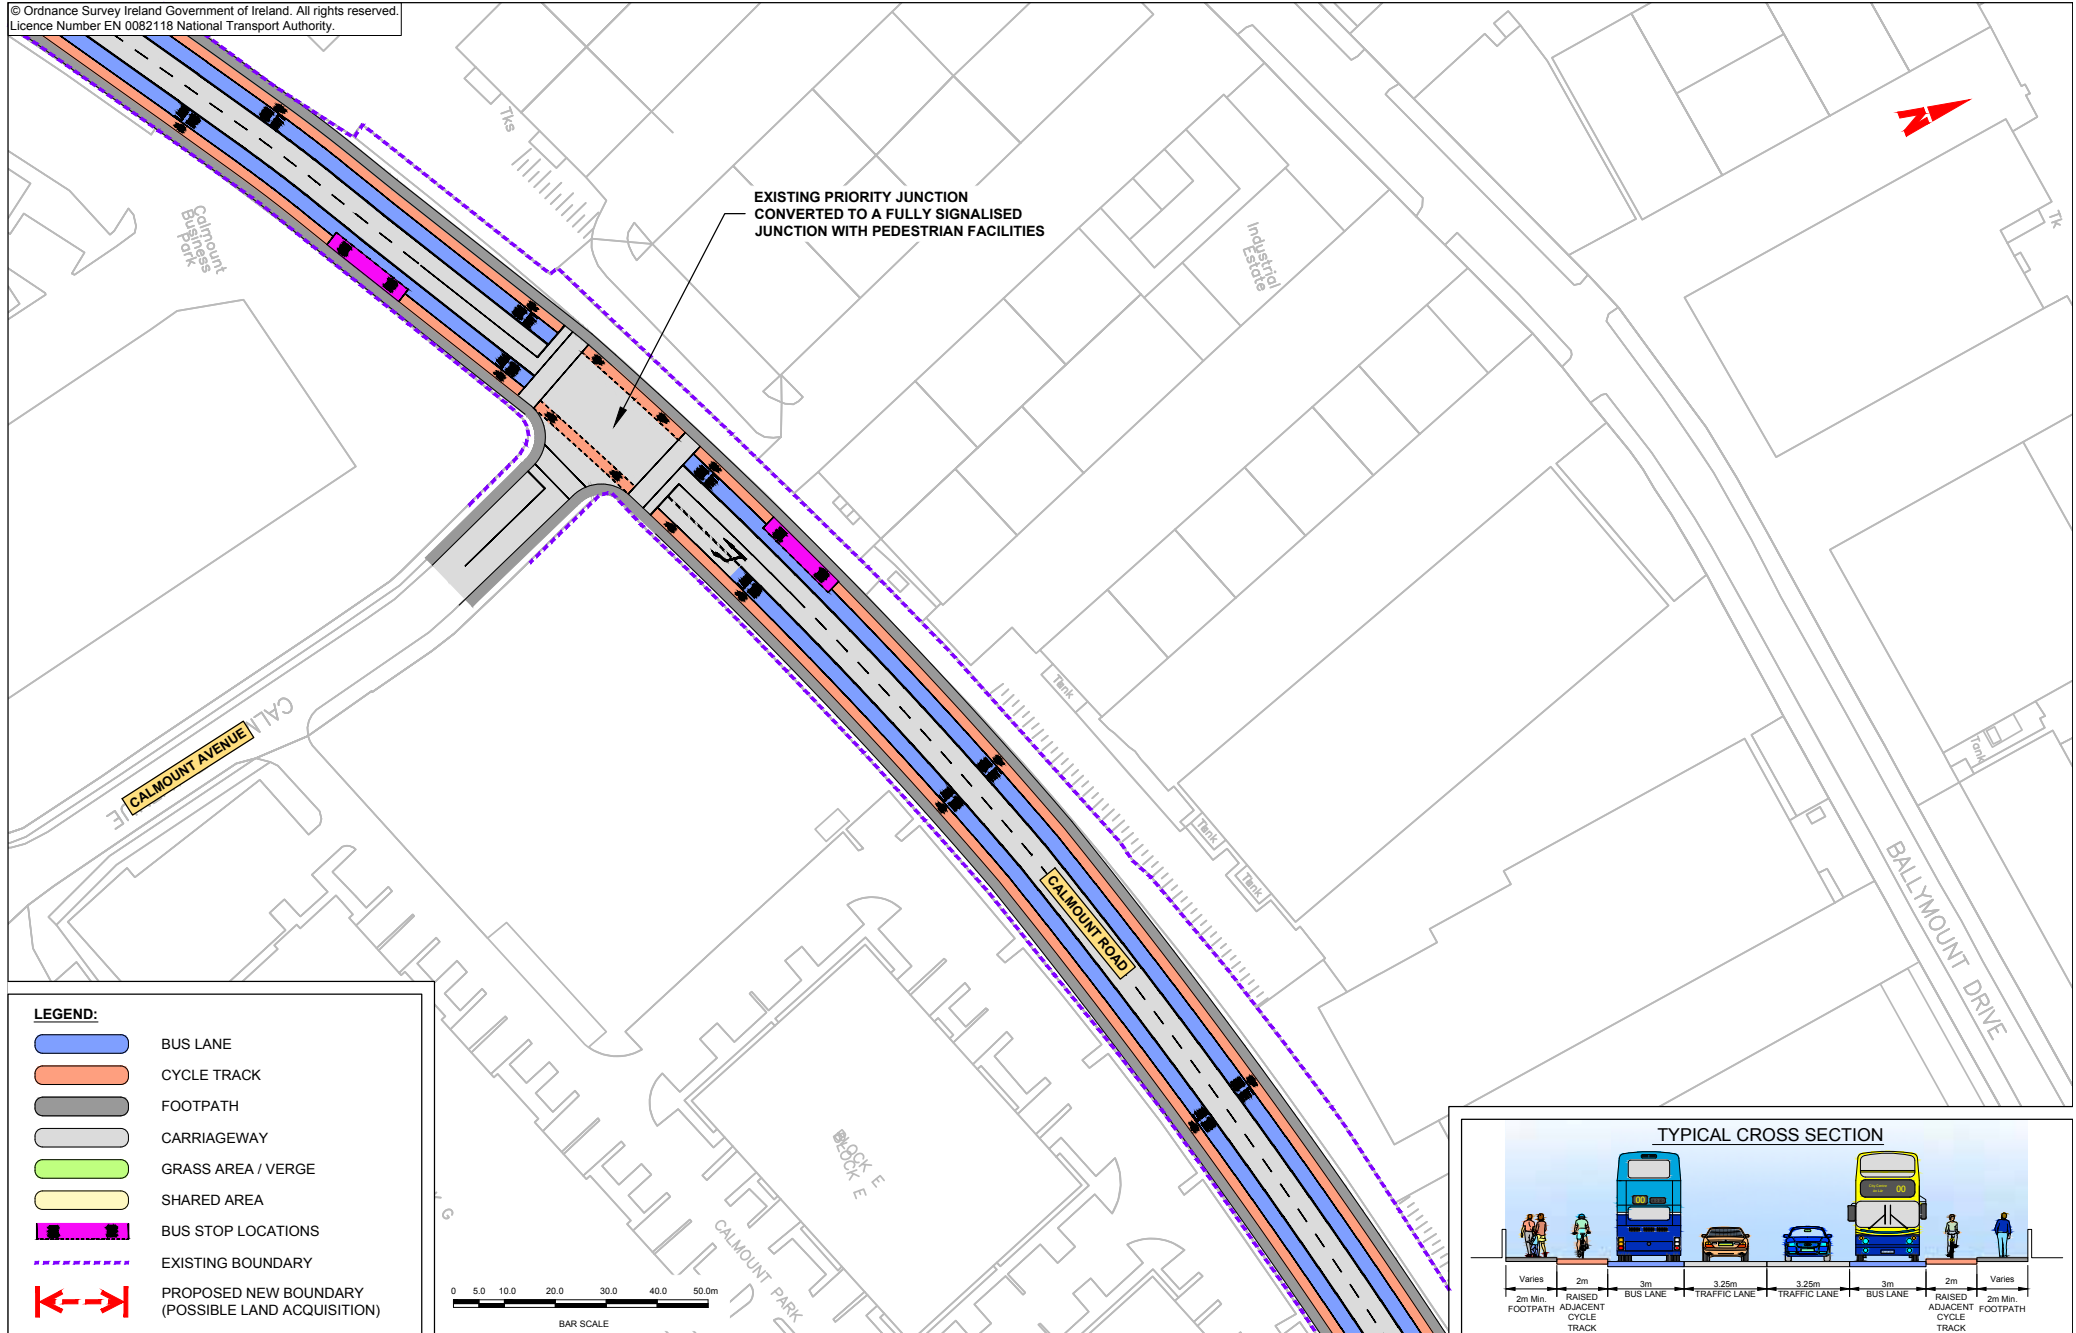 © Ordnance Survey Ireland Government of Ireland. All rights reserved.
Licence Number EN 0082118 National Transport Authority.
Tks
EXISTING PRIORITY JUNCTION
CONVERTED TO A FULLY SIGNALISED
JUNCTION WITH PEDESTRIAN FACILITIES
N
Calmount
Business
Park
Industrial
Estate
Tk
Tank
CALMOUNT AVENUE
Tank
Tank
Tank
CALMOUNT ROAD
BALLYMOUNT DRIVE
BLOCK E
BLOCK E
G
CALMOUNT PARK
LEGEND:
BUS LANE
CYCLE TRACK
FOOTPATH
CARRIAGEWAY
GRASS AREA / VERGE
SHARED AREA
BUS STOP LOCATIONS
EXISTING BOUNDARY
PROPOSED NEW BOUNDARY
(POSSIBLE LAND ACQUISITION)
0 5.0 10.0 20.0 30.0 40.0 50.0m
BAR SCALE
TYPICAL CROSS SECTION
00
00
Varies 2m 3m 3.25m 3.25m 3m 2m Varies
2m Min.
FOOTPATH
RAISED
ADJACENT
CYCLE
TRACK
BUS LANE
TRAFFIC LANE
TRAFFIC LANE
BUS LANE
RAISED
ADJACENT
CYCLE
TRACK
2m Min.
FOOTPATH